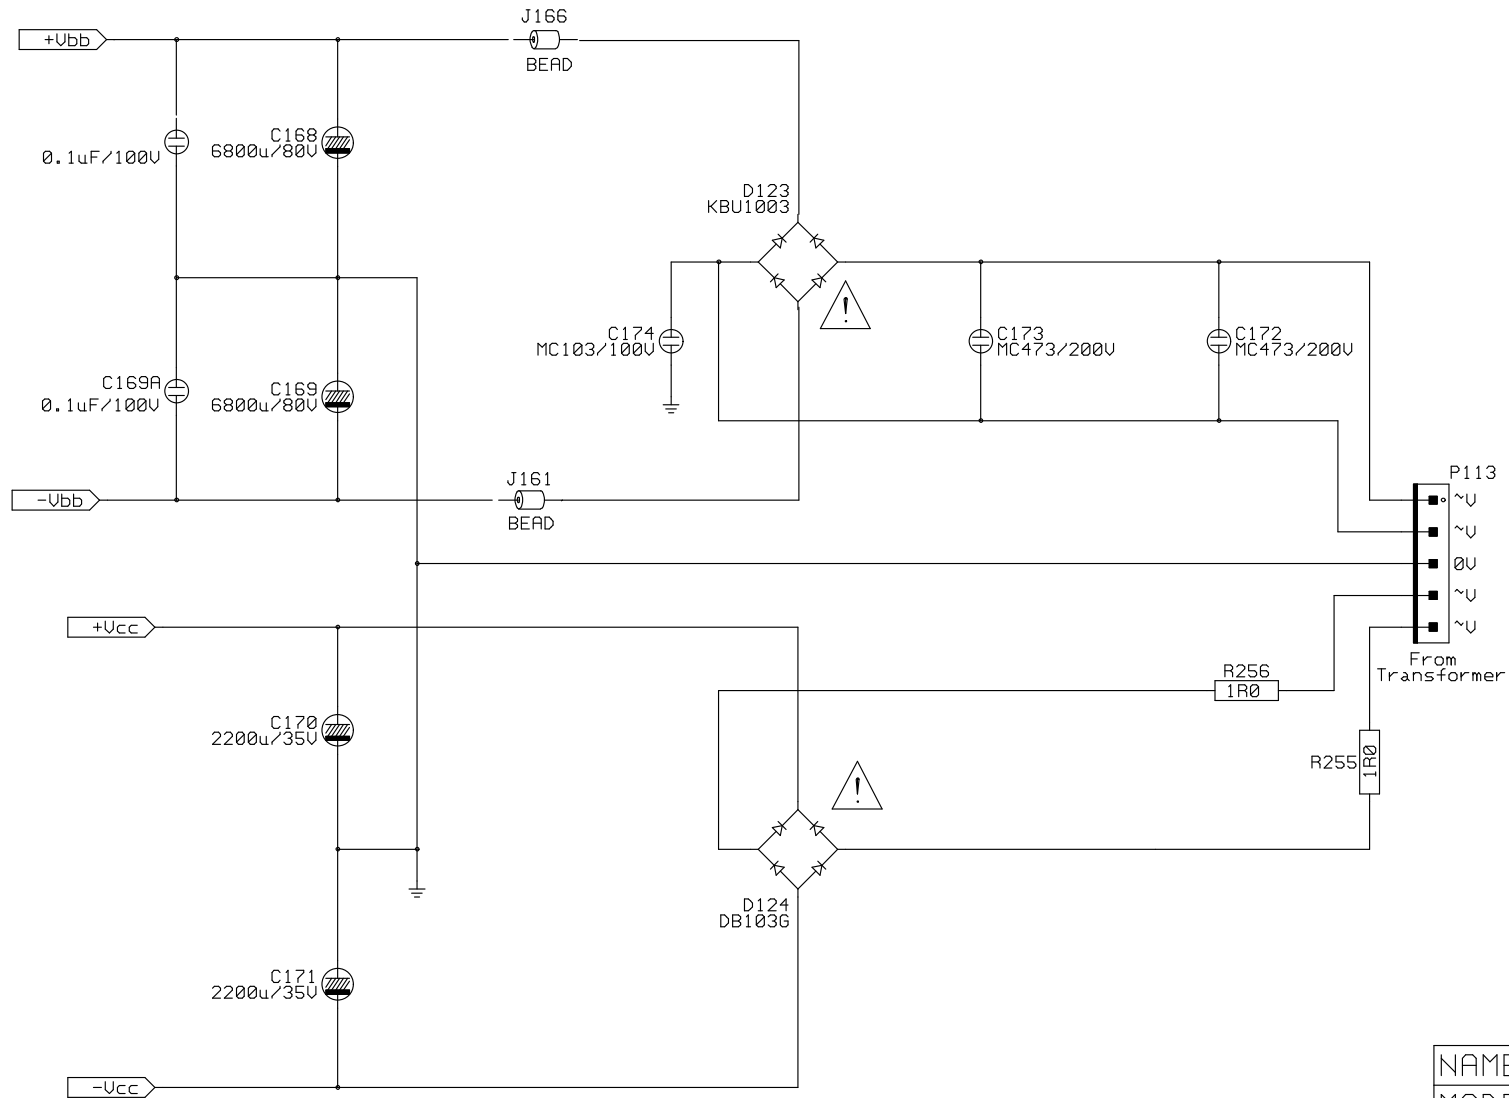 J166
+Vbb
BEAD
C168
6800u/80V
0.1uF/100V
D123
KBU1003
C174
MC103/100V
C173
MC473/200V
C172
MC473/200V
!
C169A
0.1uF/100V
C169
6800u/80V
J161
-Vbb
BEAD
P113
~V
~V
0V
~V
~V
From
Transformer
+Vcc
R256
1R0
C170
2200u/35V
R255
1R0
!
D124
DB103G
C171
2200u/35V
-Vcc
NAME